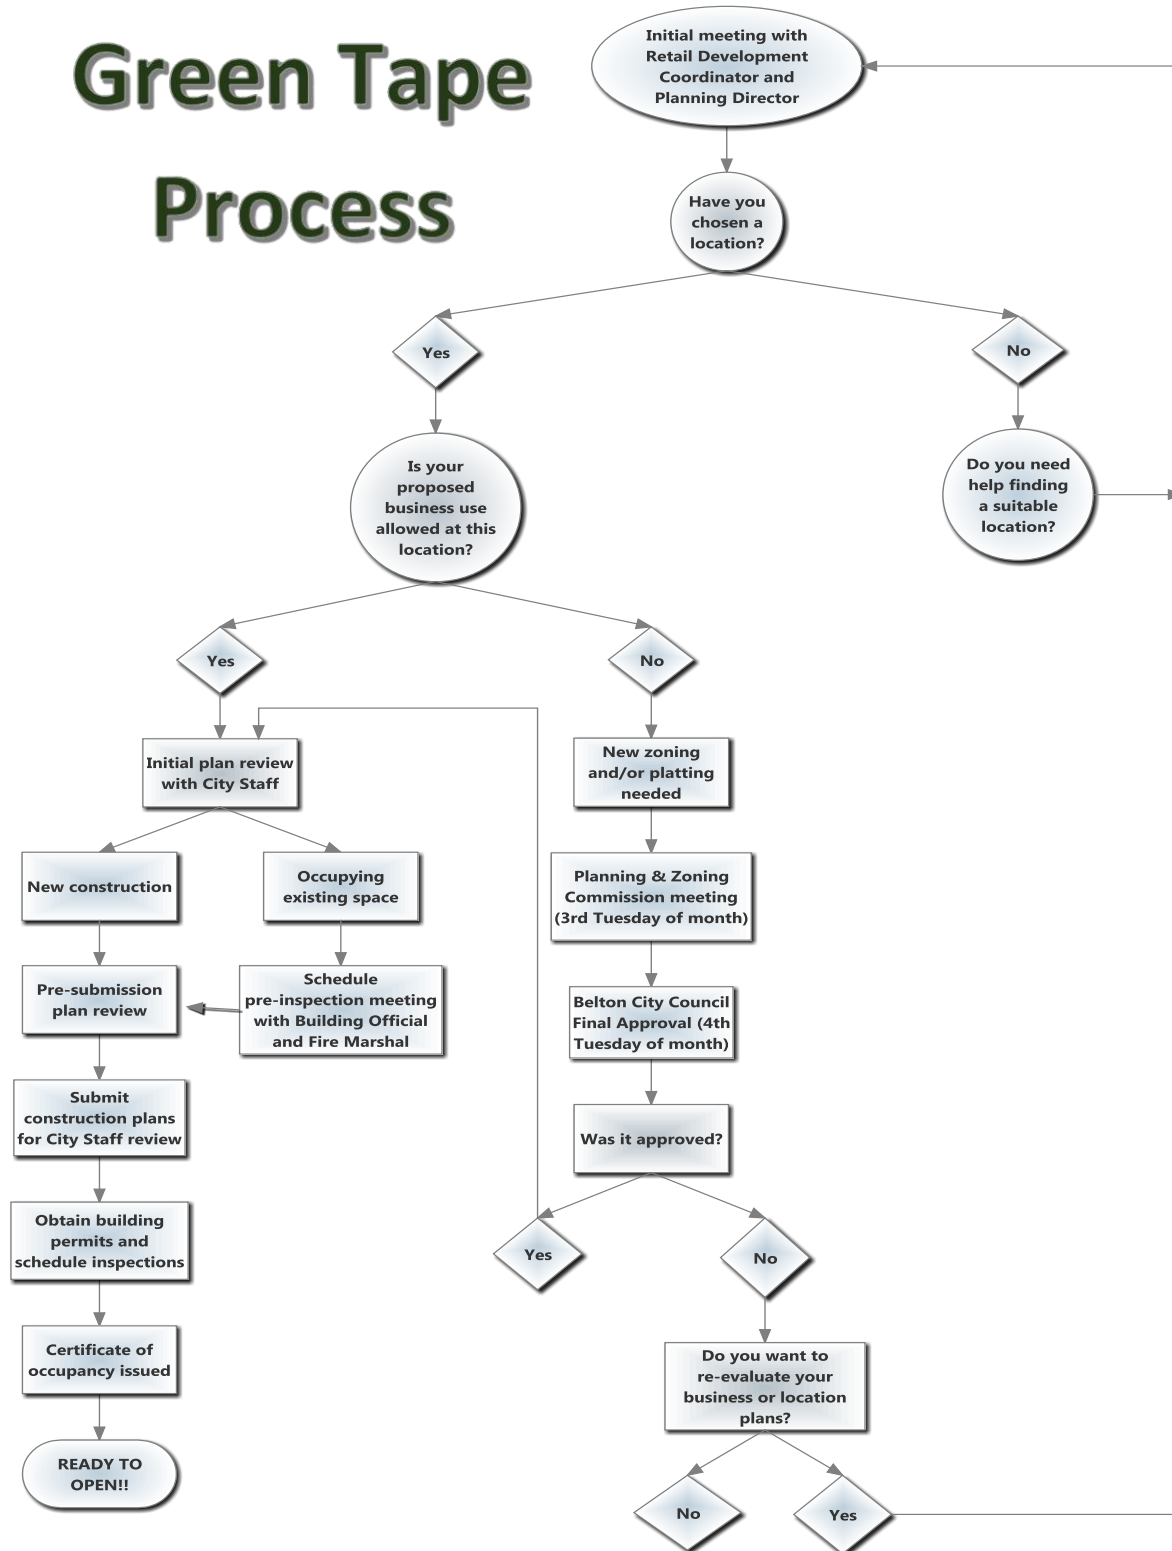 Green Tape
Process
Initial meeting with
Retail Development
Coordinator and
Planning Director
Have you
chosen a
location?
Yes
No
Is your
proposed
business use
allowed at this
location?
Do you need
help finding
a suitable
location?
Yes
No
Initial plan review
with City Staff
New zoning
and/or platting
needed
New construction
Occupying
existing space
Planning & Zoning
Commission meeting
(3rd Tuesday of month)
Pre-submission
plan review
Schedule
pre-inspection meeting
with Building Official
and Fire Marshal
Belton City Council
Final Approval (4th
Tuesday of month)
Submit
construction plans
for City Staff review
Was it approved?
Obtain building
permits and
schedule inspections
Yes
No
Certificate of
occupancy issued
Do you want to
re-evaluate your
business or location
plans?
READY TO
OPEN!!
No
Yes